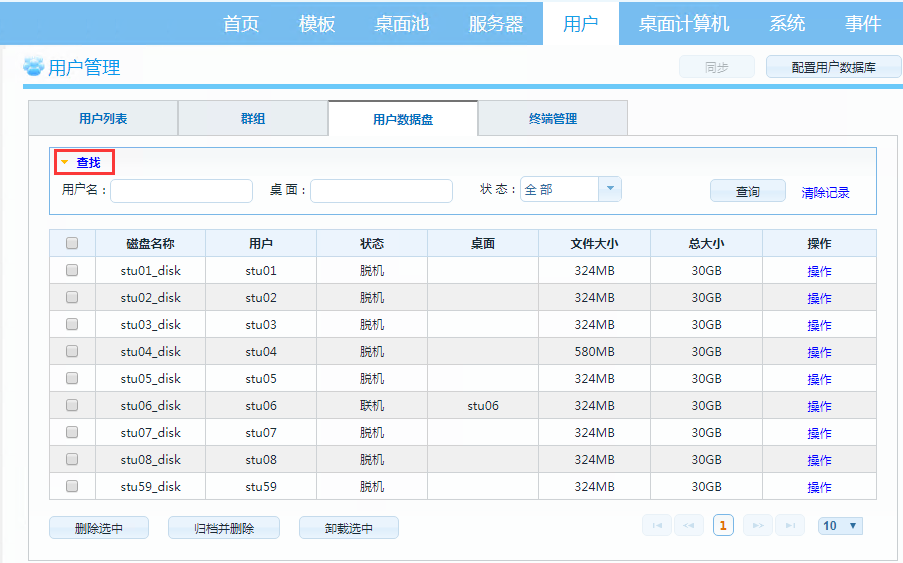 首页 模板 桌面池 服务器 用户 桌面计算机 系统 事件
用户管理 同步 配置用户数据库
用户列表 群组 用户数据盘 终端管理
查找
用户名： 桌 面： 状 态： 全 部 查询 清除记录
磁盘名称 用户 状态 桌面 文件大小 总大小 操作
stu01_disk stu01 脱机 324MB 30GB 操作
stu02_disk stu02 脱机 324MB 30GB 操作
stu03_disk stu03 脱机 324MB 30GB 操作
stu04_disk stu04 脱机 580MB 30GB 操作
stu05_disk stu05 脱机 324MB 30GB 操作
stu06_disk stu06 联机 stu06 324MB 30GB 操作
stu07_disk stu07 脱机 324MB 30GB 操作
stu08_disk stu08 脱机 324MB 30GB 操作
stu59_disk stu59 脱机 324MB 30GB 操作
删除选中 归档并删除 卸载选中 1 10